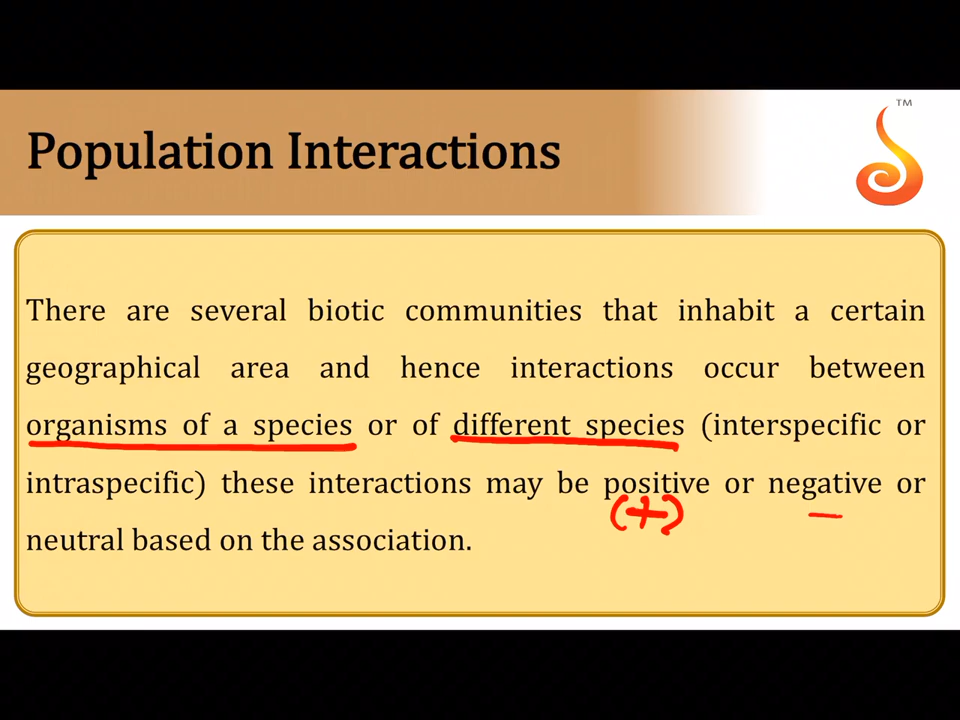 TM
Population Interactions
There are several biotic communities that inhabit a certain
geographical area and hence interactions occur between
organisms of a species or of different species (interspecific or
intraspecific) these interactions may be positive or negative or
(+) —
neutral based on the association.